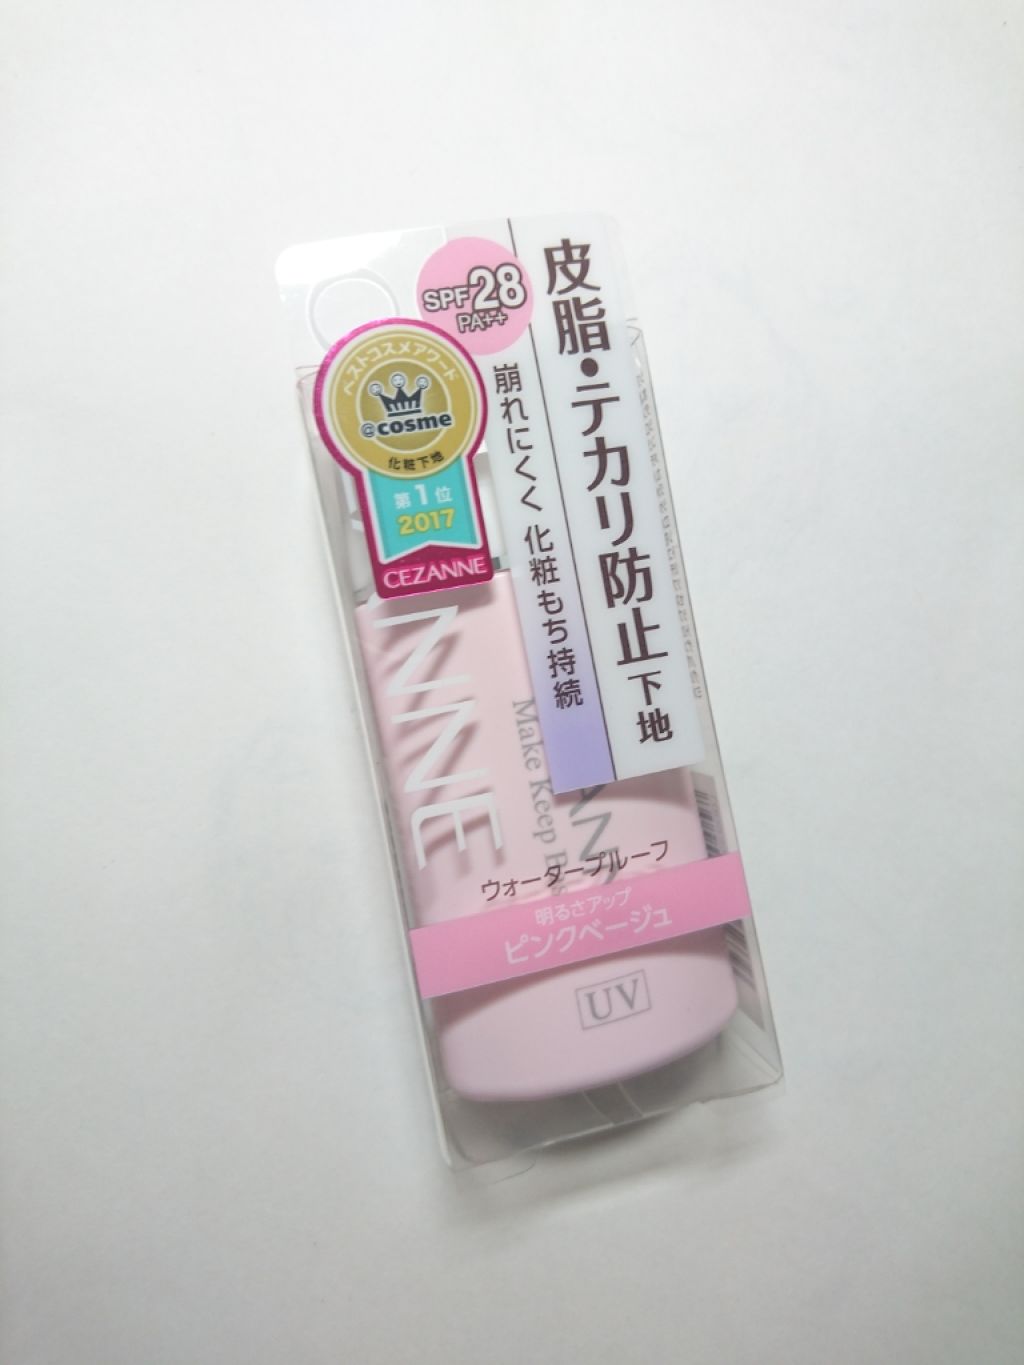 SPF28
PA++
皮脂・テカリ防止下地
崩れにくく 化粧もち持続
ベストコスメアワード
@cosme
化粧下地
第1位
2017
CEZANNE
NNE
Make Keep
ウォータープルーフ
明るさアップ
ピンクベージュ
UV